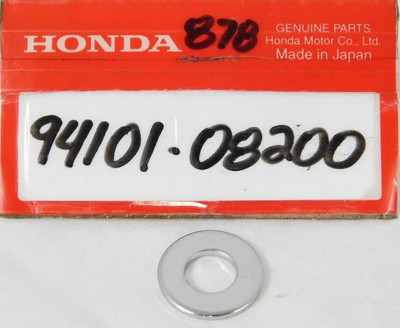 HONDA 878 GENUINE PARTS
Honda Motor Co., Ltd.
Made in Japan
94101-08200